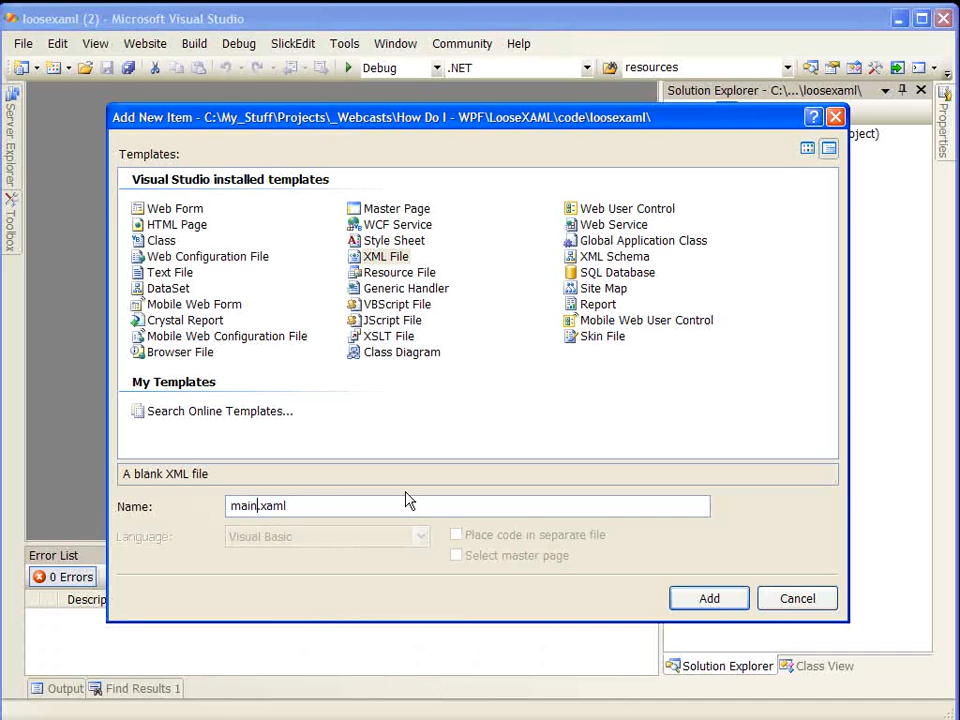 loosexaml (2) - Microsoft Visual Studio
File Edit View Website Build Debug SlickEdit Tools Window Community Help
Debug .NET resources
Solution Explorer - C:\...\loosexaml\
Server Explorer
Toolbox
Properties
oject)
Add New Item - C:\My_Stuff\Projects\_Webcasts\How Do I - WPF\LooseXAML\code\loosexaml\
Templates:
Visual Studio installed templates
Web Form Master Page Web User Control
HTML Page WCF Service Web Service
Class Style Sheet Global Application Class
Web Configuration File XML File XML Schema
Text File Resource File SQL Database
DataSet Generic Handler Site Map
Mobile Web Form VBScript File Report
Crystal Report JScript File Mobile Web User Control
Mobile Web Configuration File XSLT File Skin File
Browser File Class Diagram
My Templates
Search Online Templates...
A blank XML file
Name: main.xaml
Language: Visual Basic Place code in separate file
Select master page
Add Cancel
Error List
0 Errors
Descrip
Solution Explorer Class View
Output Find Results 1